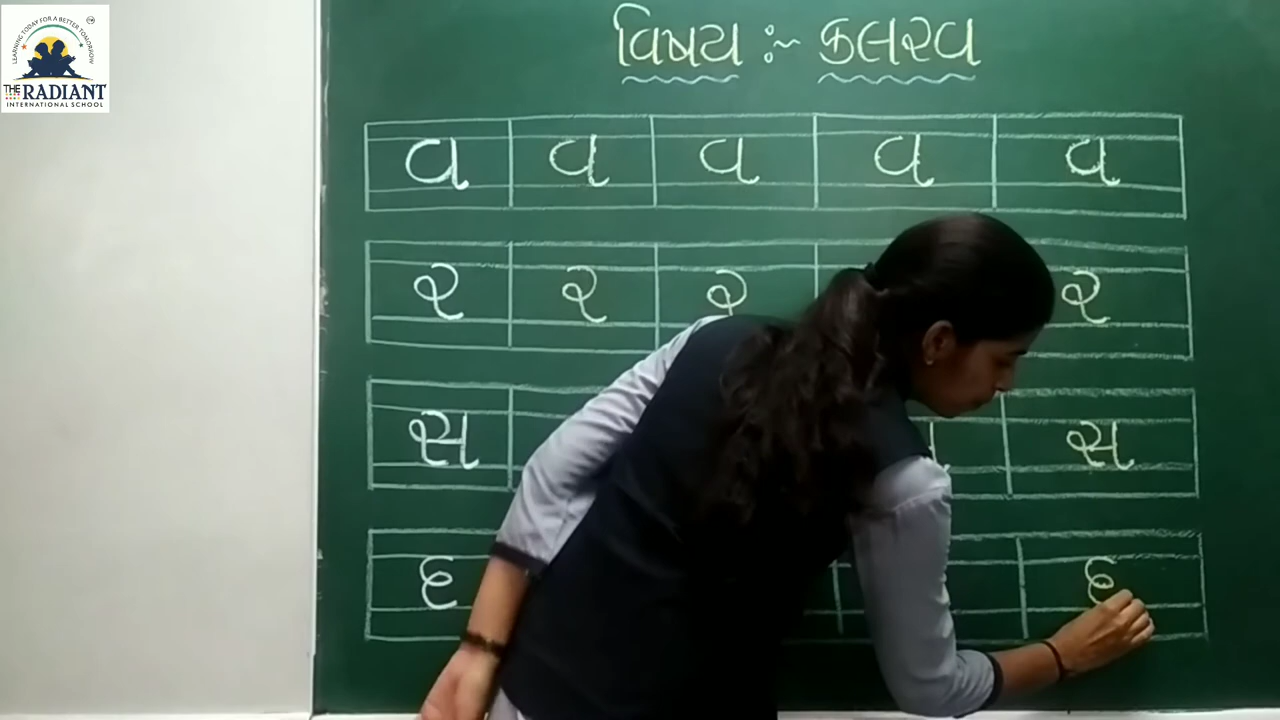 LEARNING TODAY FOR A BETTER TOMORROW
THE RADIANT
INTERNATIONAL SCHOOL
વિષય :~ કલરવ
વ વ વ વ વ
ર ર ર ર
સ સ
દ દ